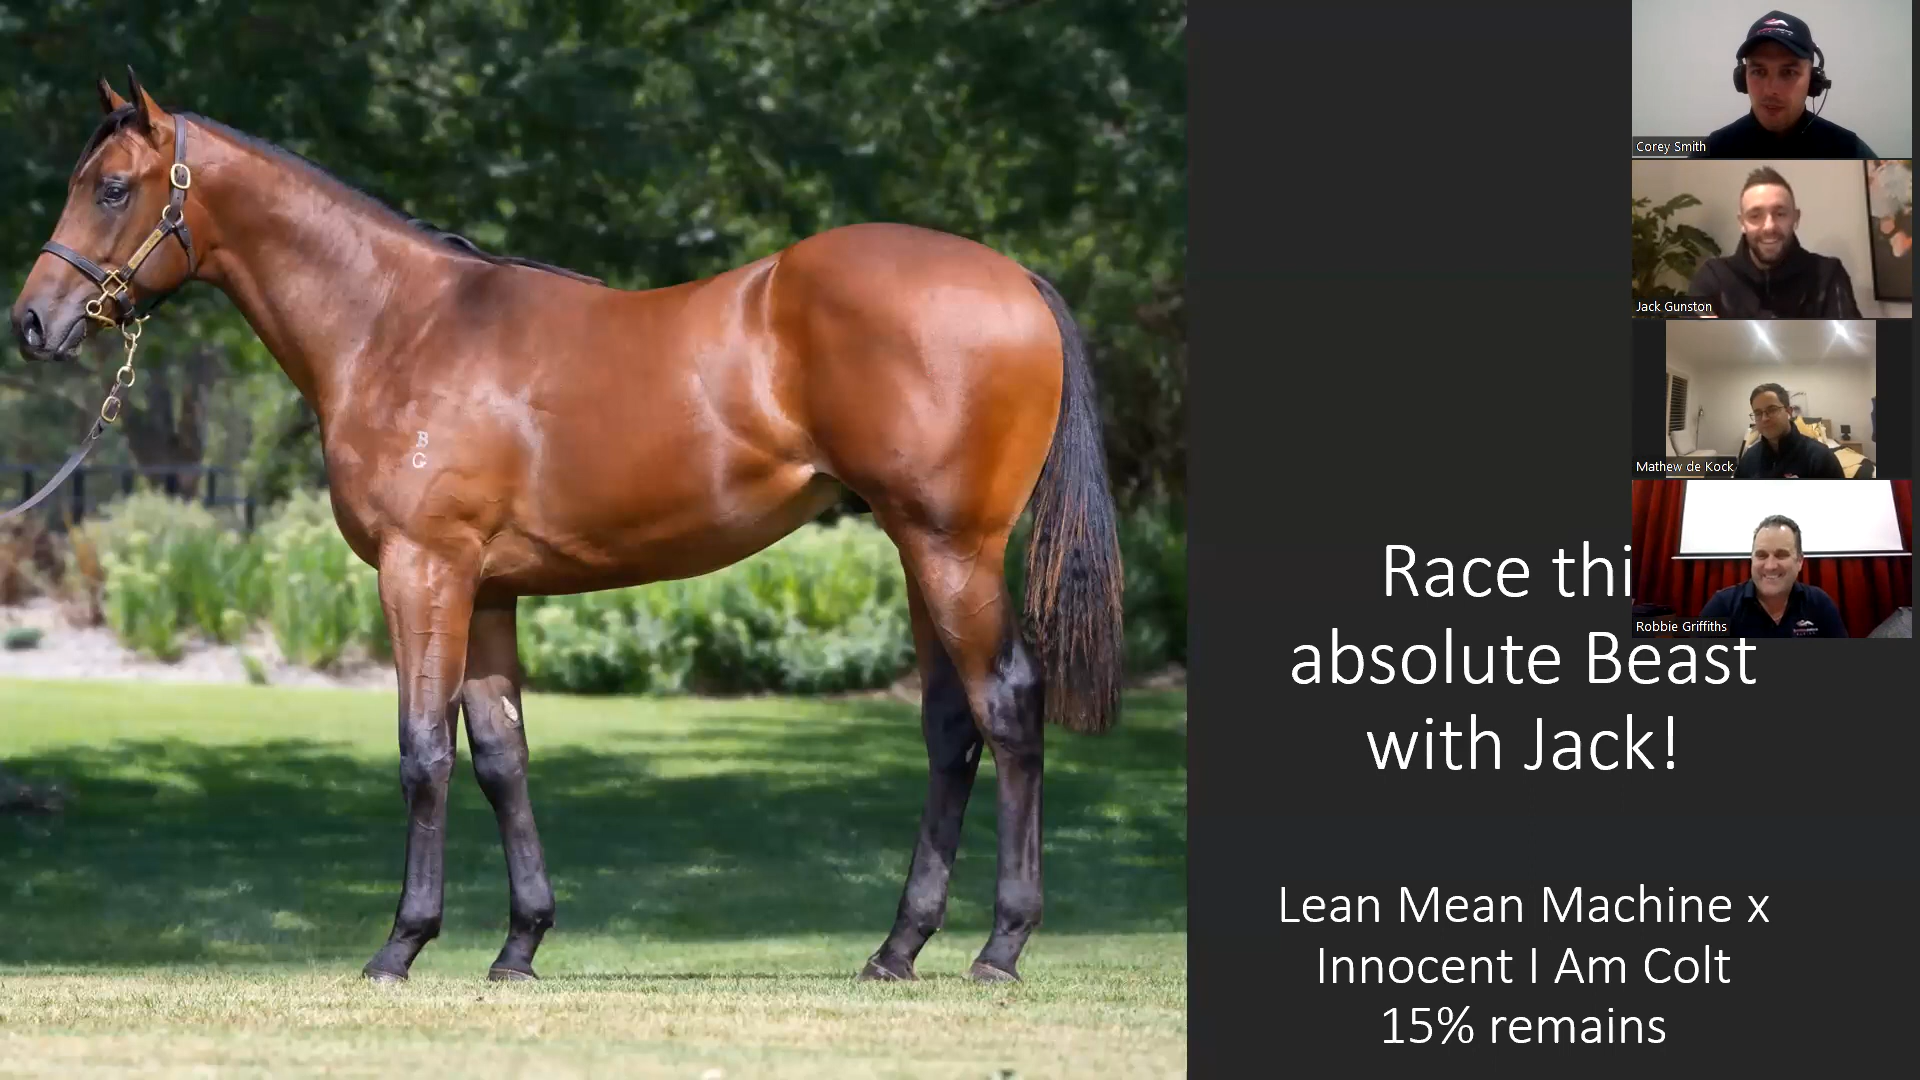 Corey Smith
Jack Gunston
Mathew de Kock
Robbie Griffiths
B
G
Race thi
absolute Beast
with Jack!
Lean Mean Machine x
Innocent I Am Colt
15% remains